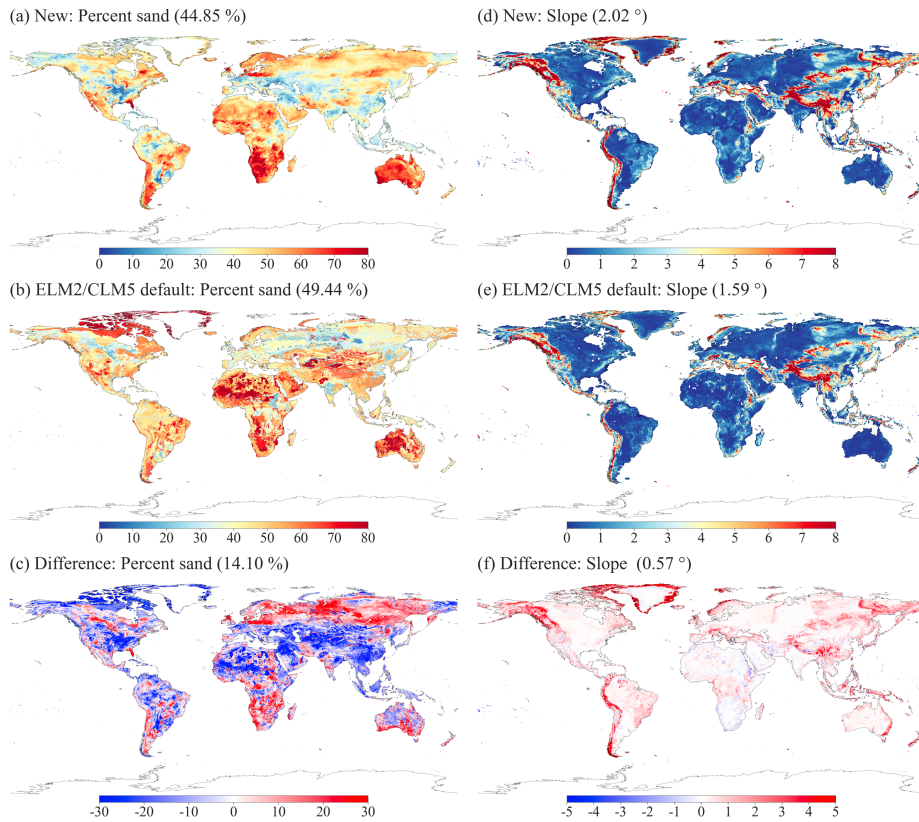 (a) New: Percent sand (44.85 %)
0 10 20 30 40 50 60 70 80
(b) ELM2/CLM5 default: Percent sand (49.44 %)
0 10 20 30 40 50 60 70 80
(c) Difference: Percent sand (14.10 %)
-30 -20 -10 0 10 20 30
(d) New: Slope (2.02 °)
0 1 2 3 4 5 6 7 8
(e) ELM2/CLM5 default: Slope (1.59 °)
0 1 2 3 4 5 6 7 8
(f) Difference: Slope (0.57 °)
-5 -4 -3 -2 -1 0 1 2 3 4 5